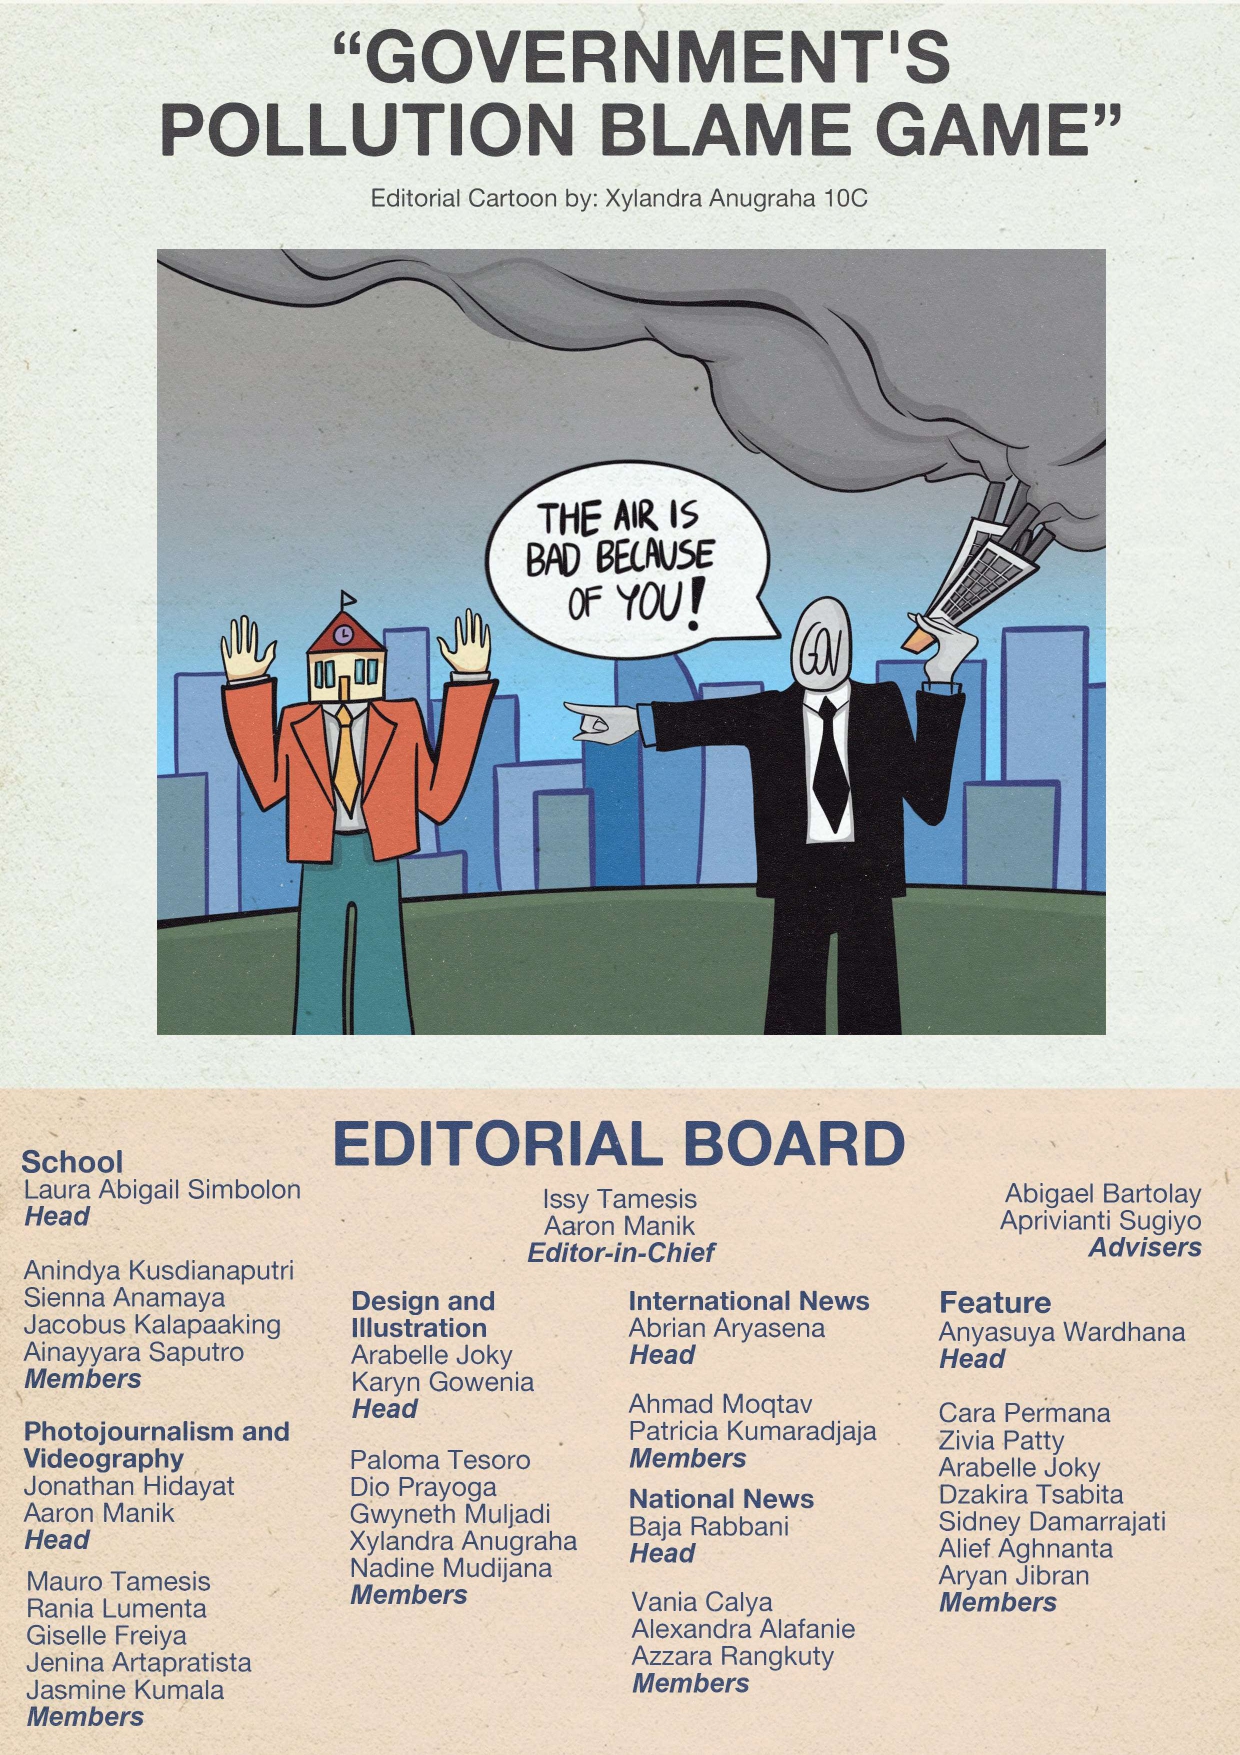 “GOVERNMENT'S
POLLUTION BLAME GAME”
Editorial Cartoon by: Xylandra Anugraha 10C
THE AIR IS
BAD BECAUSE
OF YOU!
GOV
EDITORIAL BOARD
School
Laura Abigail Simbolon
Head
Anindya Kusdianaputri
Sienna Anamaya
Jacobus Kalapaaking
Ainayyara Saputro
Members
Photojournalism and
Videography
Jonathan Hidayat
Aaron Manik
Head
Mauro Tamesis
Rania Lumenta
Giselle Freiya
Jenina Artapratista
Jasmine Kumala
Members
Issy Tamesis
Aaron Manik
Editor-in-Chief
Design and
Illustration
Arabelle Joky
Karyn Gowenia
Head
Paloma Tesoro
Dio Prayoga
Gwyneth Muljadi
Xylandra Anugraha
Nadine Mudijana
Members
International News
Abrian Aryasena
Head
Ahmad Moqtav
Patricia Kumaradjaja
Members
National News
Baja Rabbani
Head
Vania Calya
Alexandra Alafanie
Azzara Rangkuty
Members
Abigael Bartolay
Aprivianti Sugiyo
Advisers
Feature
Anyasuya Wardhana
Head
Cara Permana
Zivia Patty
Arabelle Joky
Dzakira Tsabita
Sidney Damarrajati
Alief Aghnanta
Aryan Jibran
Members